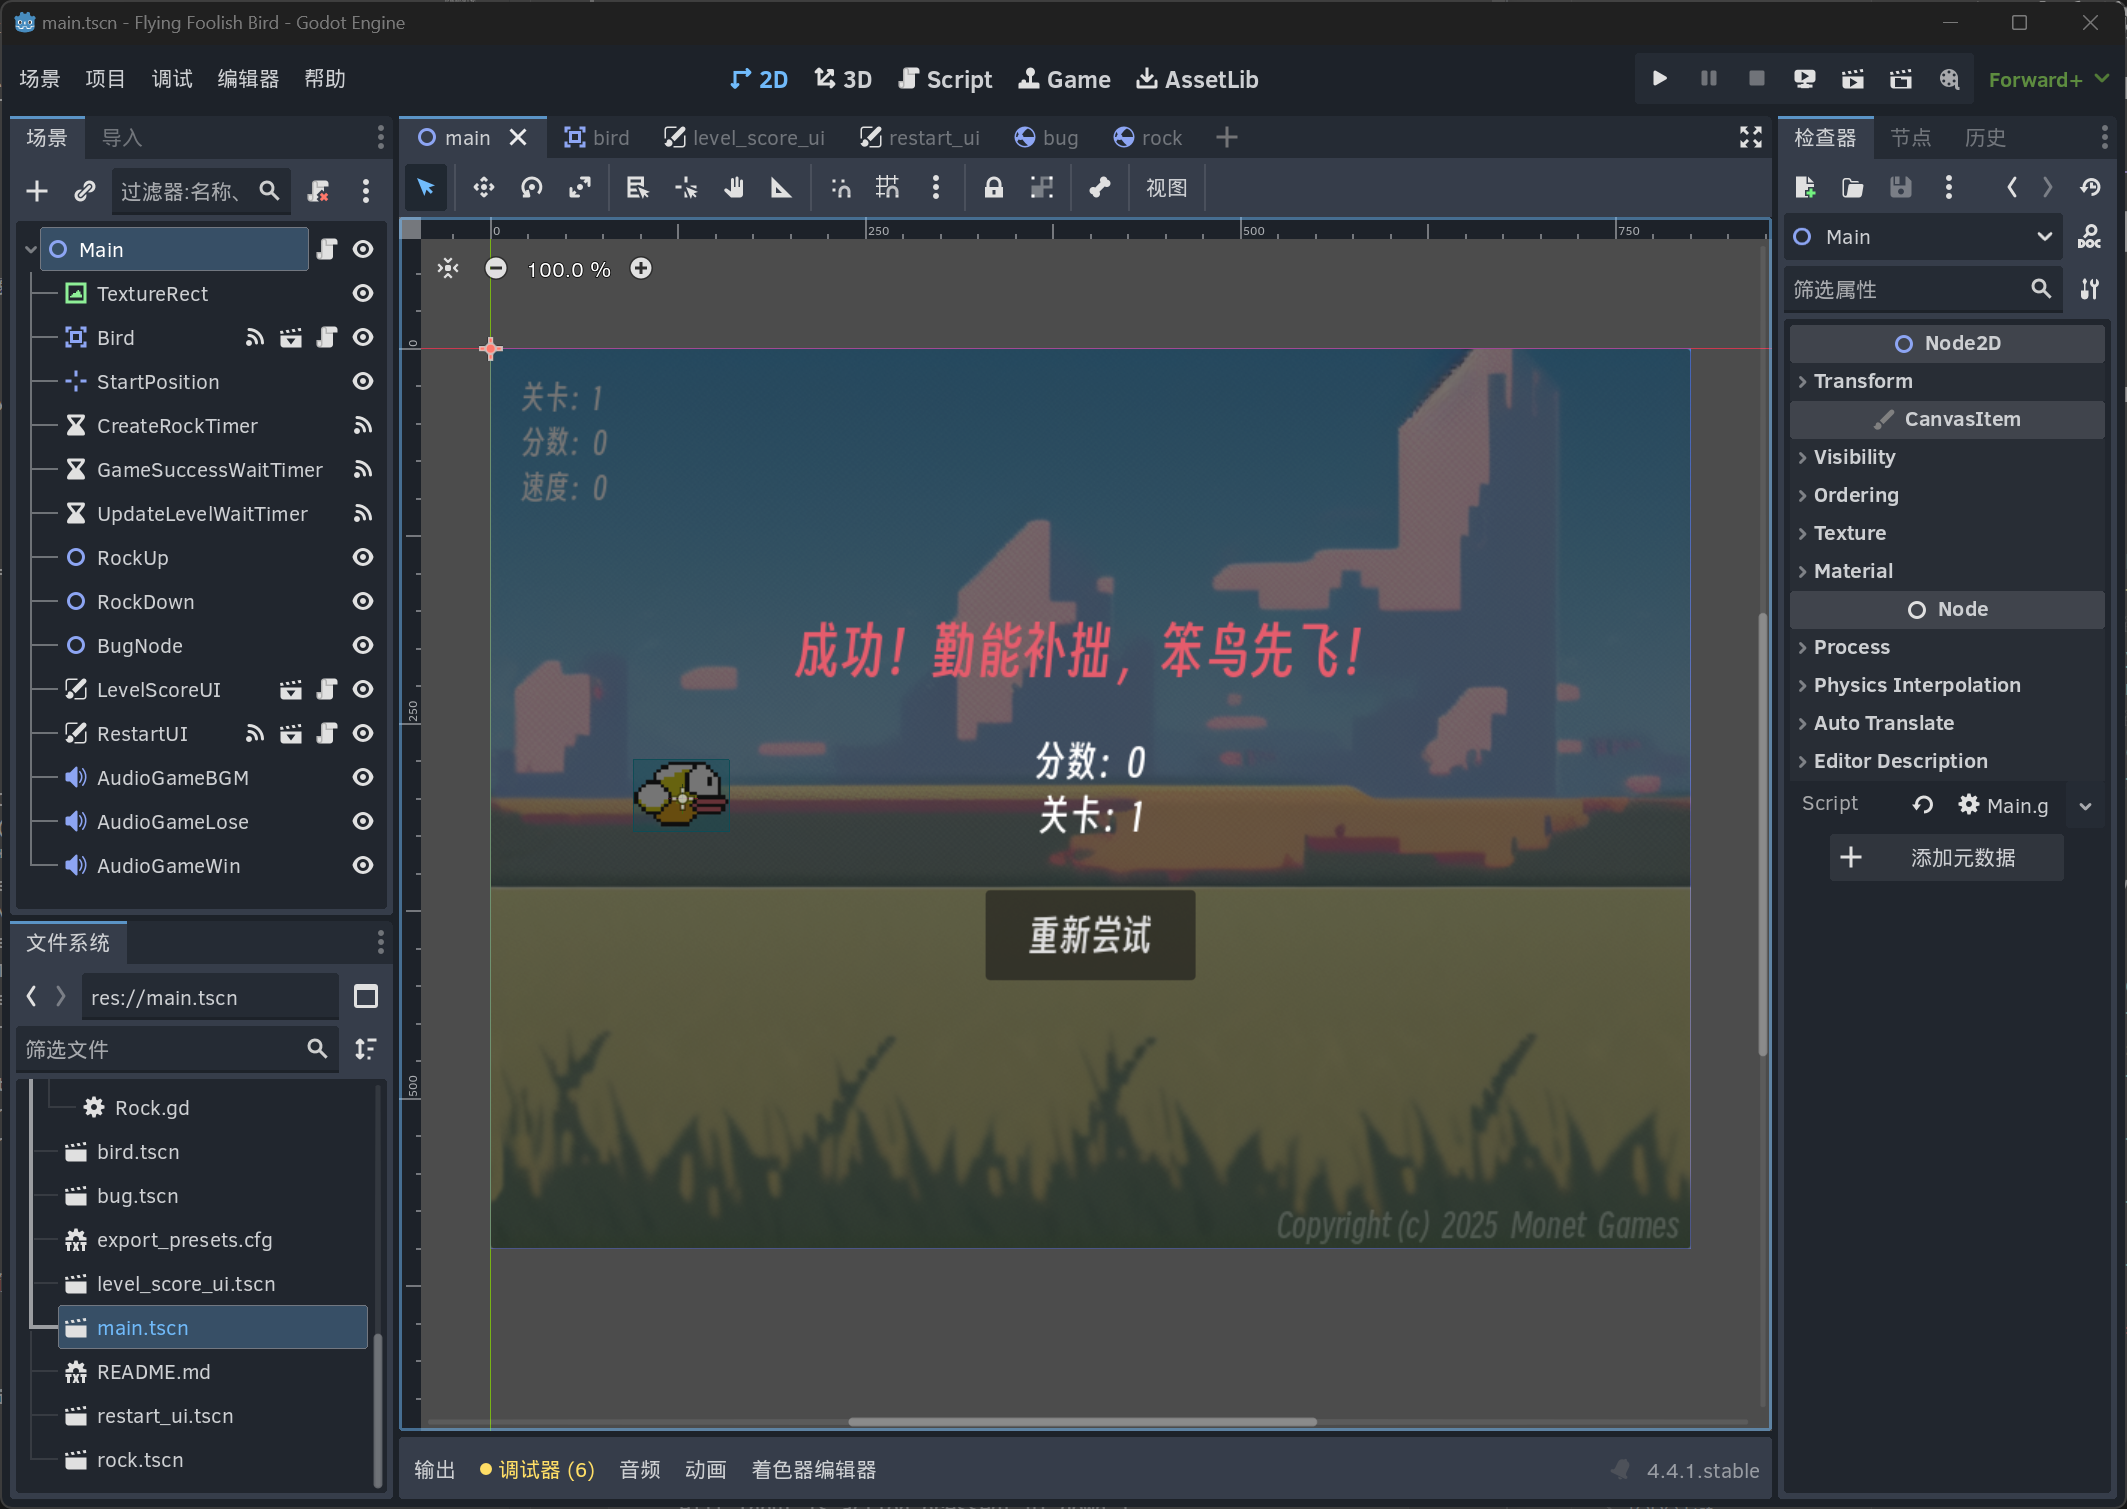 main.tscn - Flying Foolish Bird - Godot Engine
场景 项目 调试 编辑器 帮助
2D 3D Script Game AssetLib
Forward+
场景 导入
过滤器:名称、
Main
TextureRect
Bird
StartPosition
CreateRockTimer
GameSuccessWaitTimer
UpdateLevelWaitTimer
RockUp
RockDown
BugNode
LevelScoreUI
RestartUI
AudioGameBGM
AudioGameLose
AudioGameWin
文件系统
res://main.tscn
筛选文件
Rock.gd
bird.tscn
bug.tscn
export_presets.cfg
level_score_ui.tscn
main.tscn
README.md
restart_ui.tscn
rock.tscn
main bird level_score_ui restart_ui bug rock
视图
0 250 500 750
0
250
500
100.0 %
关卡: 1
分数: 0
速度: 0
成功! 勤能补拙, 笨鸟先飞!
分数: 0
关卡: 1
重新尝试
Copyright (c) 2025 Monet Games
输出 调试器 (6) 音频 动画 着色器编辑器
4.4.1.stable
检查器 节点 历史
Main
DOC
筛选属性
Node2D
Transform
CanvasItem
Visibility
Ordering
Texture
Material
Node
Process
Physics Interpolation
Auto Translate
Editor Description
Script Main.g
添加元数据